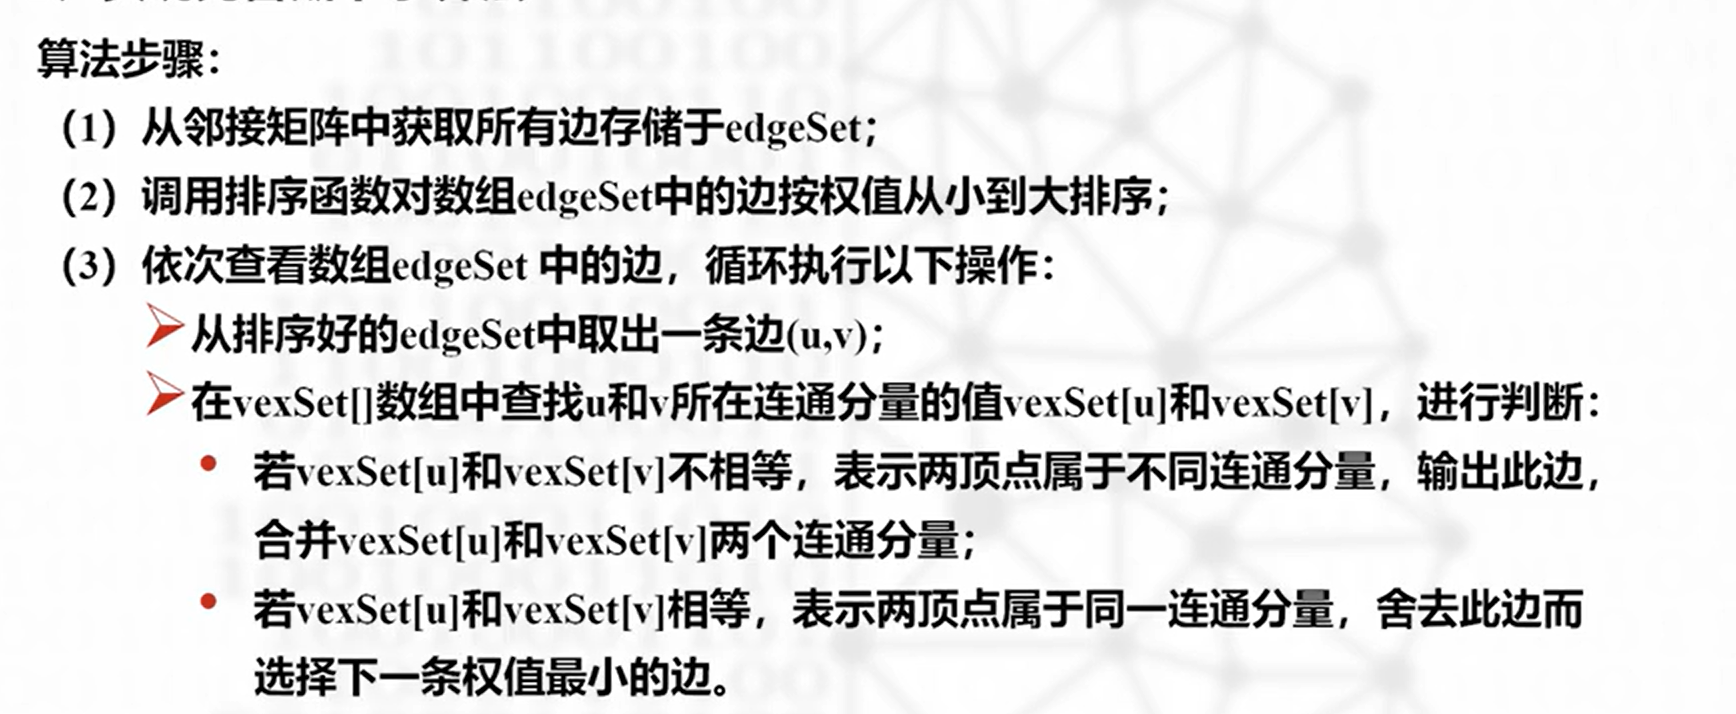 算法步骤：
（1）从邻接矩阵中获取所有边存储于edgeSet；
（2）调用排序函数对数组edgeSet中的边按权值从小到大排序；
（3）依次查看数组edgeSet 中的边，循环执行以下操作：
从排序好的edgeSet中取出一条边(u,v)；
在vexSet[]数组中查找u和v所在连通分量的值vexSet[u]和vexSet[v]，进行判断：
若vexSet[u]和vexSet[v]不相等，表示两顶点属于不同连通分量，输出此边，
合并vexSet[u]和vexSet[v]两个连通分量；
若vexSet[u]和vexSet[v]相等，表示两顶点属于同一连通分量，舍去此边而
选择下一条权值最小的边。